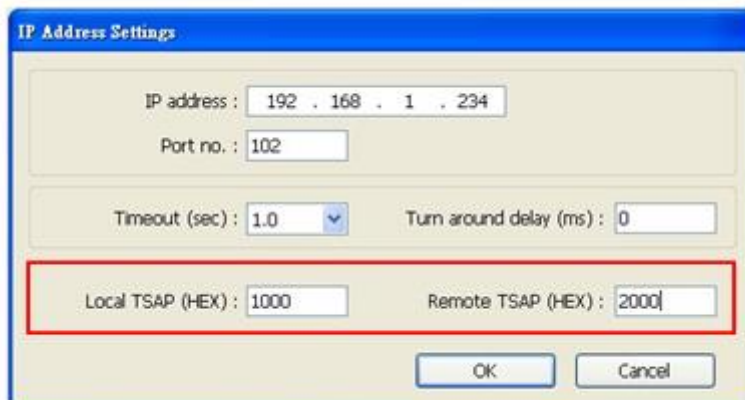 IP Address Settings
IP address : 192 . 168 . 1 . 234
Port no. : 102
Timeout (sec) : 1.0 Turn around delay (ms) : 0
Local TSAP (HEX) : 1000 Remote TSAP (HEX) : 2000
OK Cancel